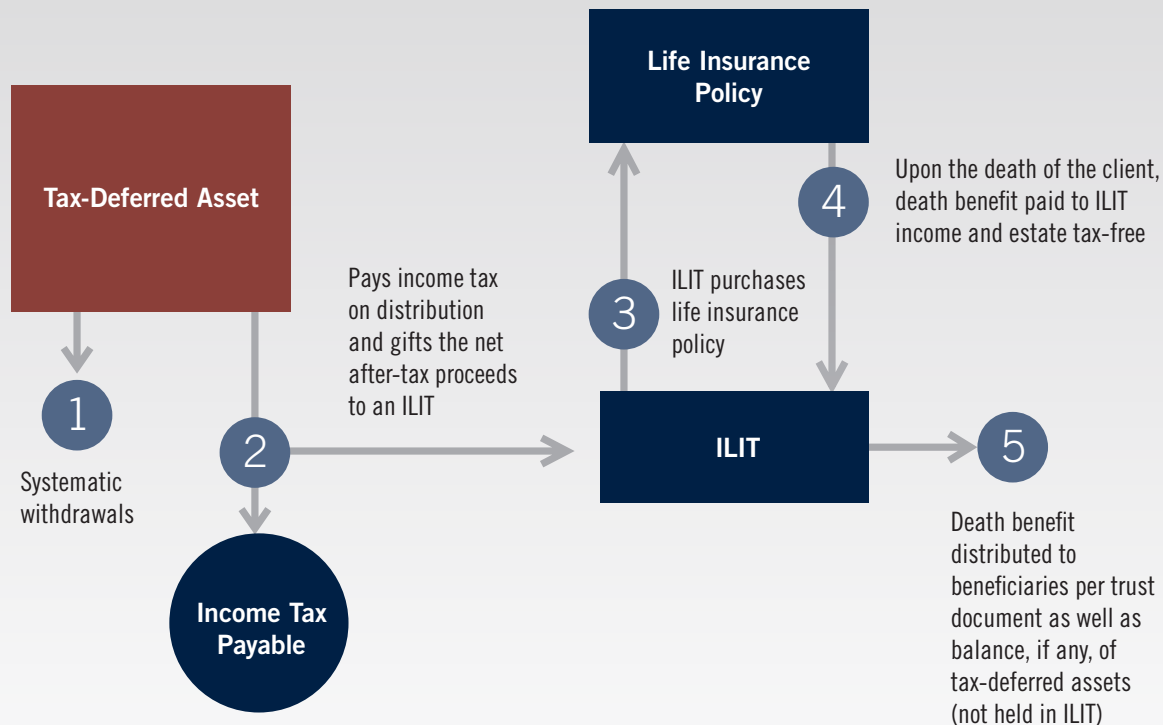 Tax-Deferred Asset
1
Systematic
withdrawals
2
Pays income tax
on distribution
and gifts the net
after-tax proceeds
to an ILIT
Income Tax
Payable
Life Insurance
Policy
3
ILIT purchases
life insurance
policy
4
Upon the death of the client,
death benefit paid to ILIT
income and estate tax-free
ILIT
5
Death benefit
distributed to
beneficiaries per trust
document as well as
balance, if any, of
tax-deferred assets
(not held in ILIT)